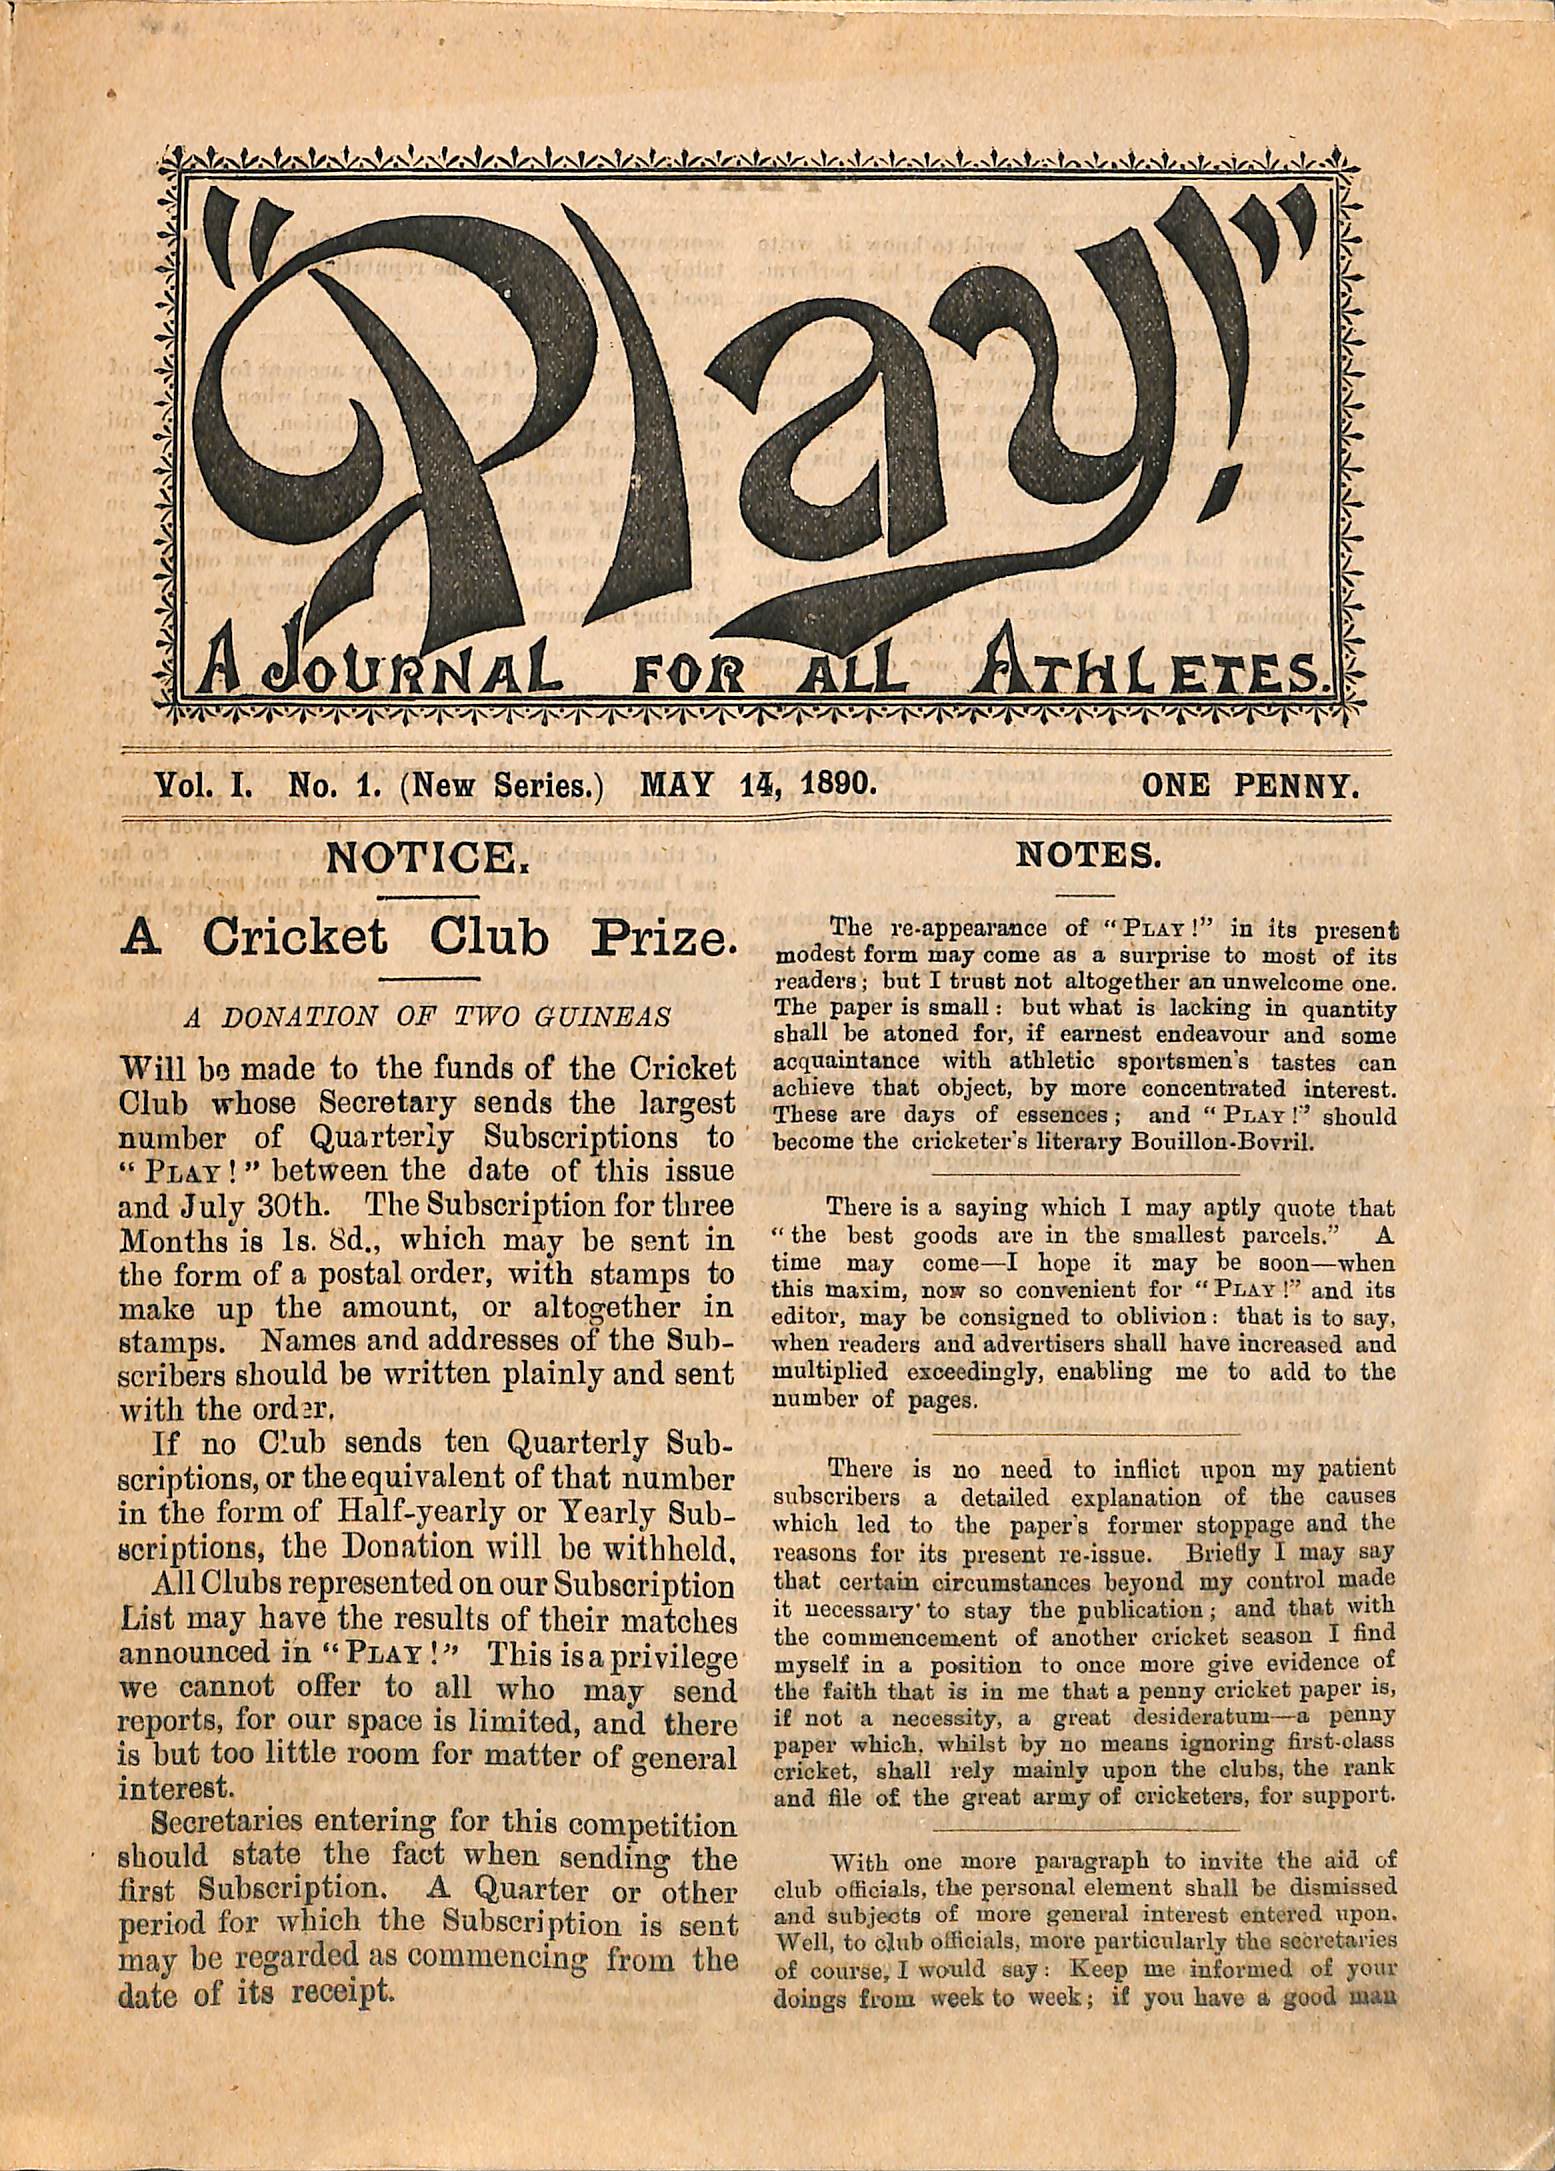 "Play!"
A JOURNAL FOR ALL ATHLETES.
Vol. I. No. 1. (New Series.) MAY 14, 1890. ONE PENNY.
NOTICE.
A Cricket Club Prize.
A DONATION OF TWO GUINEAS
Will be made to the funds of the Cricket
Club whose Secretary sends the largest
number of Quarterly Subscriptions to
"PLAY!" between the date of this issue
and July 30th. The Subscription for three
Months is 1s. 8d., which may be sent in
the form of a postal order, with stamps to
make up the amount, or altogether in
stamps. Names and addresses of the Sub-
scribers should be written plainly and sent
with the order.
If no Club sends ten Quarterly Sub-
scriptions, or the equivalent of that number
in the form of Half-yearly or Yearly Sub-
scriptions, the Donation will be withheld.
All Clubs represented on our Subscription
List may have the results of their matches
announced in "PLAY!" This is a privilege
we cannot offer to all who may send
reports, for our space is limited, and there
is but too little room for matter of general
interest.
Secretaries entering for this competition
should state the fact when sending the
first Subscription. A Quarter or other
period for which the Subscription is sent
may be regarded as commencing from the
date of its receipt.
NOTES.
The re-appearance of "PLAY!" in its present
modest form may come as a surprise to most of its
readers; but I trust not altogether an unwelcome one.
The paper is small: but what is lacking in quantity
shall be atoned for, if earnest endeavour and some
acquaintance with athletic sportsmen's tastes can
achieve that object, by more concentrated interest.
These are days of essences; and "PLAY!" should
become the cricketer's literary Bouillon-Bovril.
There is a saying which I may aptly quote that
"the best goods are in the smallest parcels." A
time may come—I hope it may be soon—when
this maxim, now so convenient for "PLAY!" and its
editor, may be consigned to oblivion: that is to say,
when readers and advertisers shall have increased and
multiplied exceedingly, enabling me to add to the
number of pages.
There is no need to inflict upon my patient
subscribers a detailed explanation of the causes
which led to the paper's former stoppage and the
reasons for its present re-issue. Briefly I may say
that certain circumstances beyond my control made
it necessary to stay the publication; and that with
the commencement of another cricket season I find
myself in a position to once more give evidence of
the faith that is in me that a penny cricket paper is,
if not a necessity, a great desideratum—a penny
paper which, whilst by no means ignoring first-class
cricket, shall rely mainly upon the clubs, the rank
and file of the great army of cricketers, for support.
With one more paragraph to invite the aid of
club officials, the personal element shall be dismissed
and subjects of more general interest entered upon.
Well, to club officials, more particularly the secretaries
of course, I would say: Keep me informed of your
doings from week to week; if you have a good man